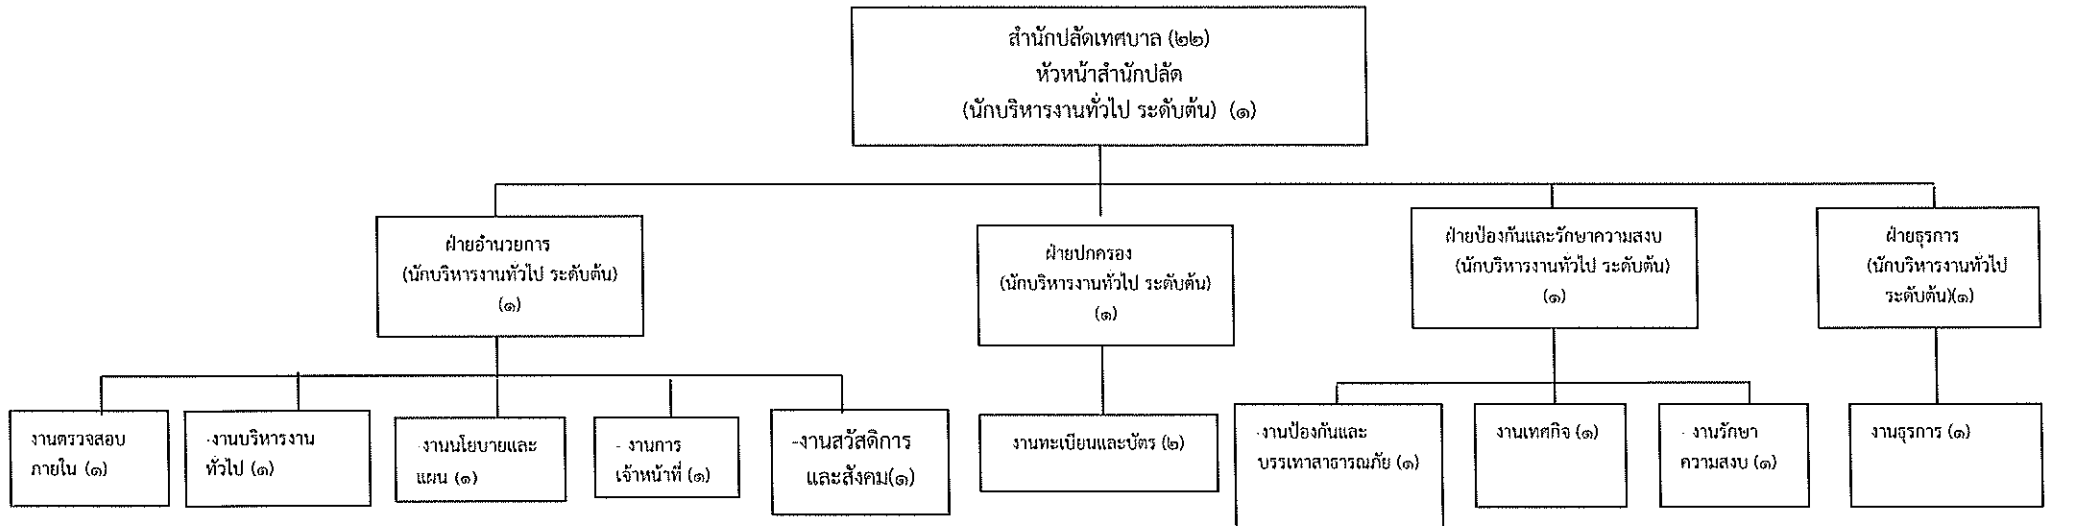 สำนักปลัดเทศบาล (๒๒)
หัวหน้าสำนักปลัด
(นักบริหารงานทั่วไป ระดับต้น) (๑)
ฝ่ายอำนวยการ
(นักบริหารงานทั่วไป ระดับต้น)
(๑)
ฝ่ายปกครอง
(นักบริหารงานทั่วไป ระดับต้น)
(๑)
ฝ่ายป้องกันและรักษาความสงบ
(นักบริหารงานทั่วไป ระดับต้น)
(๑)
ฝ่ายธุรการ
(นักบริหารงานทั่วไป
ระดับต้น)(๑)
งานตรวจสอบ
ภายใน (๑)
-งานบริหารงาน
ทั่วไป (๑)
-งานนโยบายและ
แผน (๑)
- งานการ
เจ้าหน้าที่ (๑)
-งานสวัสดิการ
และสังคม(๑)
งานทะเบียนและบัตร (๒)
-งานป้องกันและ
บรรเทาสาธารณภัย (๑)
งานเทศกิจ (๑)
- งานรักษา
ความสงบ (๑)
งานธุรการ (๑)